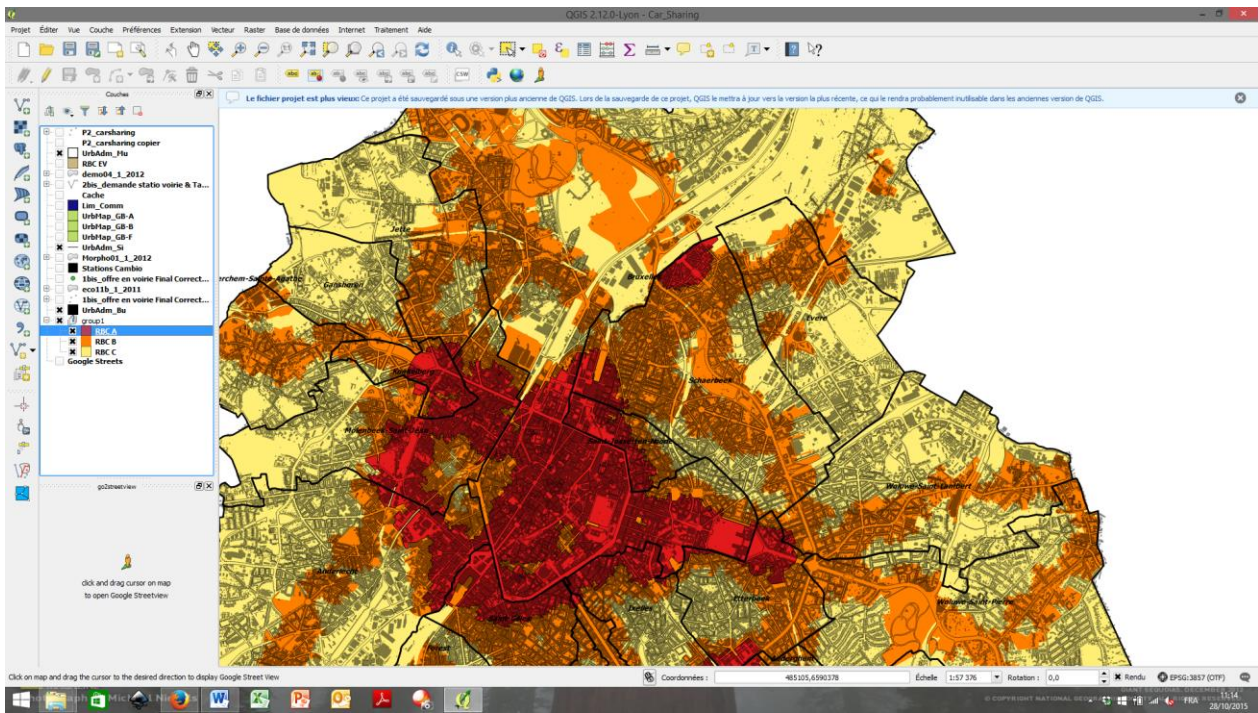 QGIS 2.12.0-Lyon - Car_Sharing
Projet Éditer Vue Couche Préférences Extension Vecteur Raster Base de données Internet Traitement Aide
Couches
Le fichier projet est plus vieux: Ce projet a été sauvegardé sous une version plus ancienne de QGIS. Lors de la sauvegarde de ce projet, QGIS le mettra à jour vers la version la plus récente, ce qui le rendra probablement inutilisable dans les anciennes version de QGIS.
P2_carsharing
P2_carsharing copier
UrbAdm_Mu
RBC EV
demo04_1_2012
2bis_demande statio voirie & Ta...
Cache
Lim_Comm
UrbMap_GB-A
UrbMap_GB-B
UrbMap_GB-F
UrbAdm_Si
Morpho01_1_2012
Stations Cambio
1bis_offre en voirie Final Correct...
eco11b_1_2011
1bis_offre en voirie Final Correct...
UrbAdm_Bu
group1
RBC A
RBC B
RBC C
Google Streets
Jette
Bruxelles
Ganshoren
Evere
Schaerbeek
Woluwe-Saint-Lambert
Anderlecht
Ixelles
Etterbeek
Woluwe-Saint-Pierre
Forest
go2streetview
click and drag cursor on map
to open Google Streetview
Click on map and drag the cursor to the desired direction to display Google Street View
Coordonnées : 485105,6590378 Échelle 1:57 376 Rotation : 0,0 Rendu EPSG:3857 (OTF)
FRA 11:14
28/10/2015